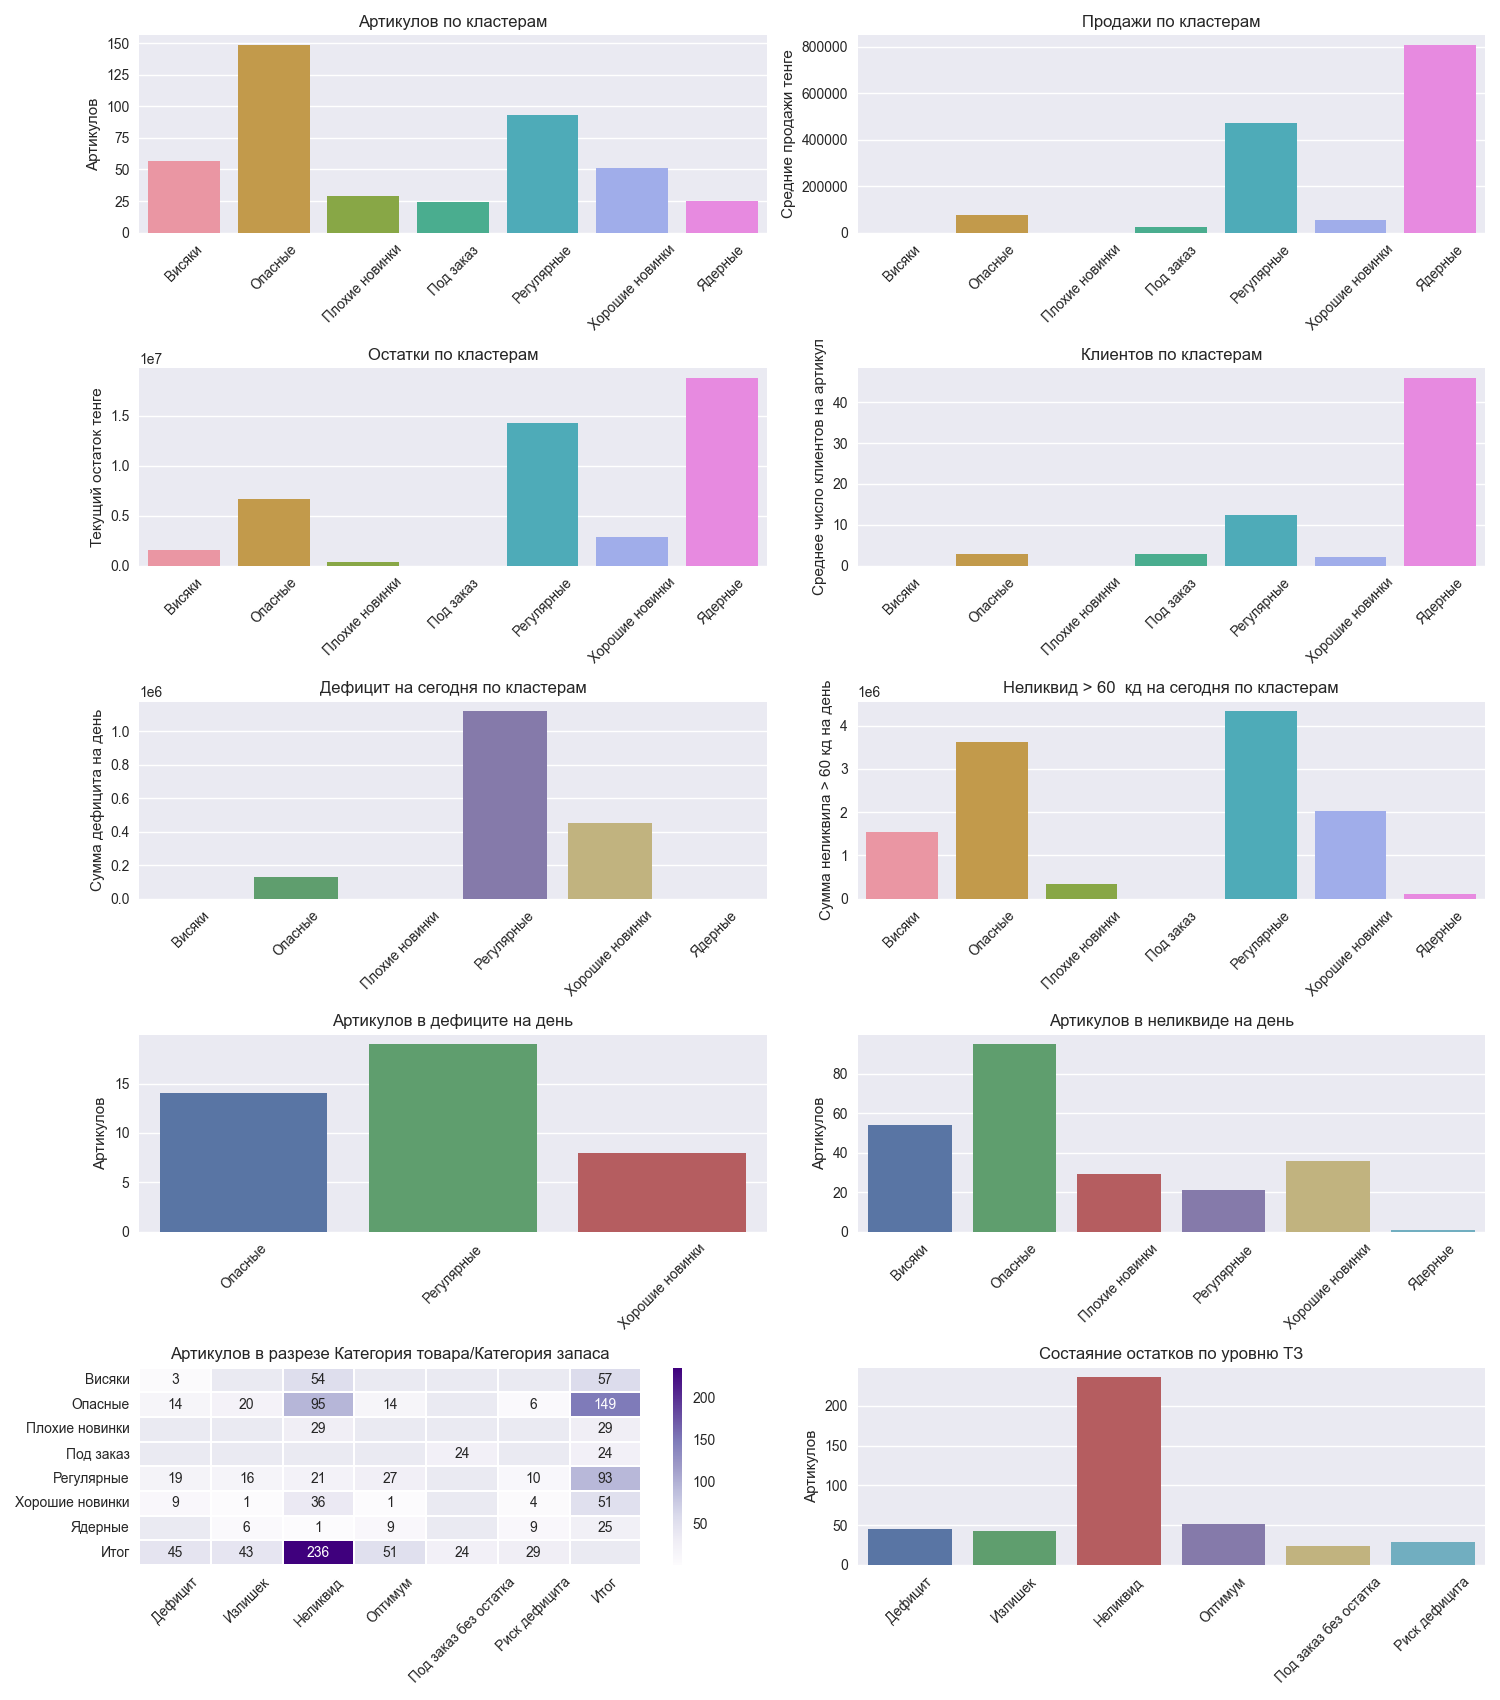 Артикулов по кластерам
Артикулов
150
125
100
75
50
25
0
Висяки
Опасные
Плохие новинки
Под заказ
Регулярные
Хорошие новинки
Ядерные
Продажи по кластерам
Средние продажи тенге
800000
600000
400000
200000
0
Висяки
Опасные
Плохие новинки
Под заказ
Регулярные
Хорошие новинки
Ядерные
Остатки по кластерам
1e7
Текущий остаток тенге
1.5
1.0
0.5
0.0
Висяки
Опасные
Плохие новинки
Под заказ
Регулярные
Хорошие новинки
Ядерные
Клиентов по кластерам
Среднее число клиентов на артикул
40
30
20
10
0
Висяки
Опасные
Плохие новинки
Под заказ
Регулярные
Хорошие новинки
Ядерные
Дефицит на сегодня по кластерам
1e6
Сумма дефицита на день
1.0
0.8
0.6
0.4
0.2
0.0
Висяки
Опасные
Плохие новинки
Регулярные
Хорошие новинки
Ядерные
Неликвид > 60 кд на сегодня по кластерам
1e6
Сумма неликвила > 60 кд на день
4
3
2
1
0
Висяки
Опасные
Плохие новинки
Под заказ
Регулярные
Хорошие новинки
Ядерные
Артикулов в дефиците на день
Артикулов
15
10
5
0
Опасные
Регулярные
Хорошие новинки
Артикулов в неликвиде на день
Артикулов
80
60
40
20
0
Висяки
Опасные
Плохие новинки
Регулярные
Хорошие новинки
Ядерные
Артикулов в разрезе Категория товара/Категория запаса
Висяки 3 54 57
Опасные 14 20 95 14 6 149
Плохие новинки 29 29
Под заказ 24 24
Регулярные 19 16 21 27 10 93
Хорошие новинки 9 1 36 1 4 51
Ядерные 6 1 9 9 25
Итог 45 43 236 51 24 29
Дефицит
Излишек
Неликвид
Оптимум
Под заказ без остатка
Риск дефицита
Итог
200
150
100
50
Состаяние остатков по уровню ТЗ
Артикулов
200
150
100
50
0
Дефицит
Излишек
Неликвид
Оптимум
Под заказ без остатка
Риск дефицита